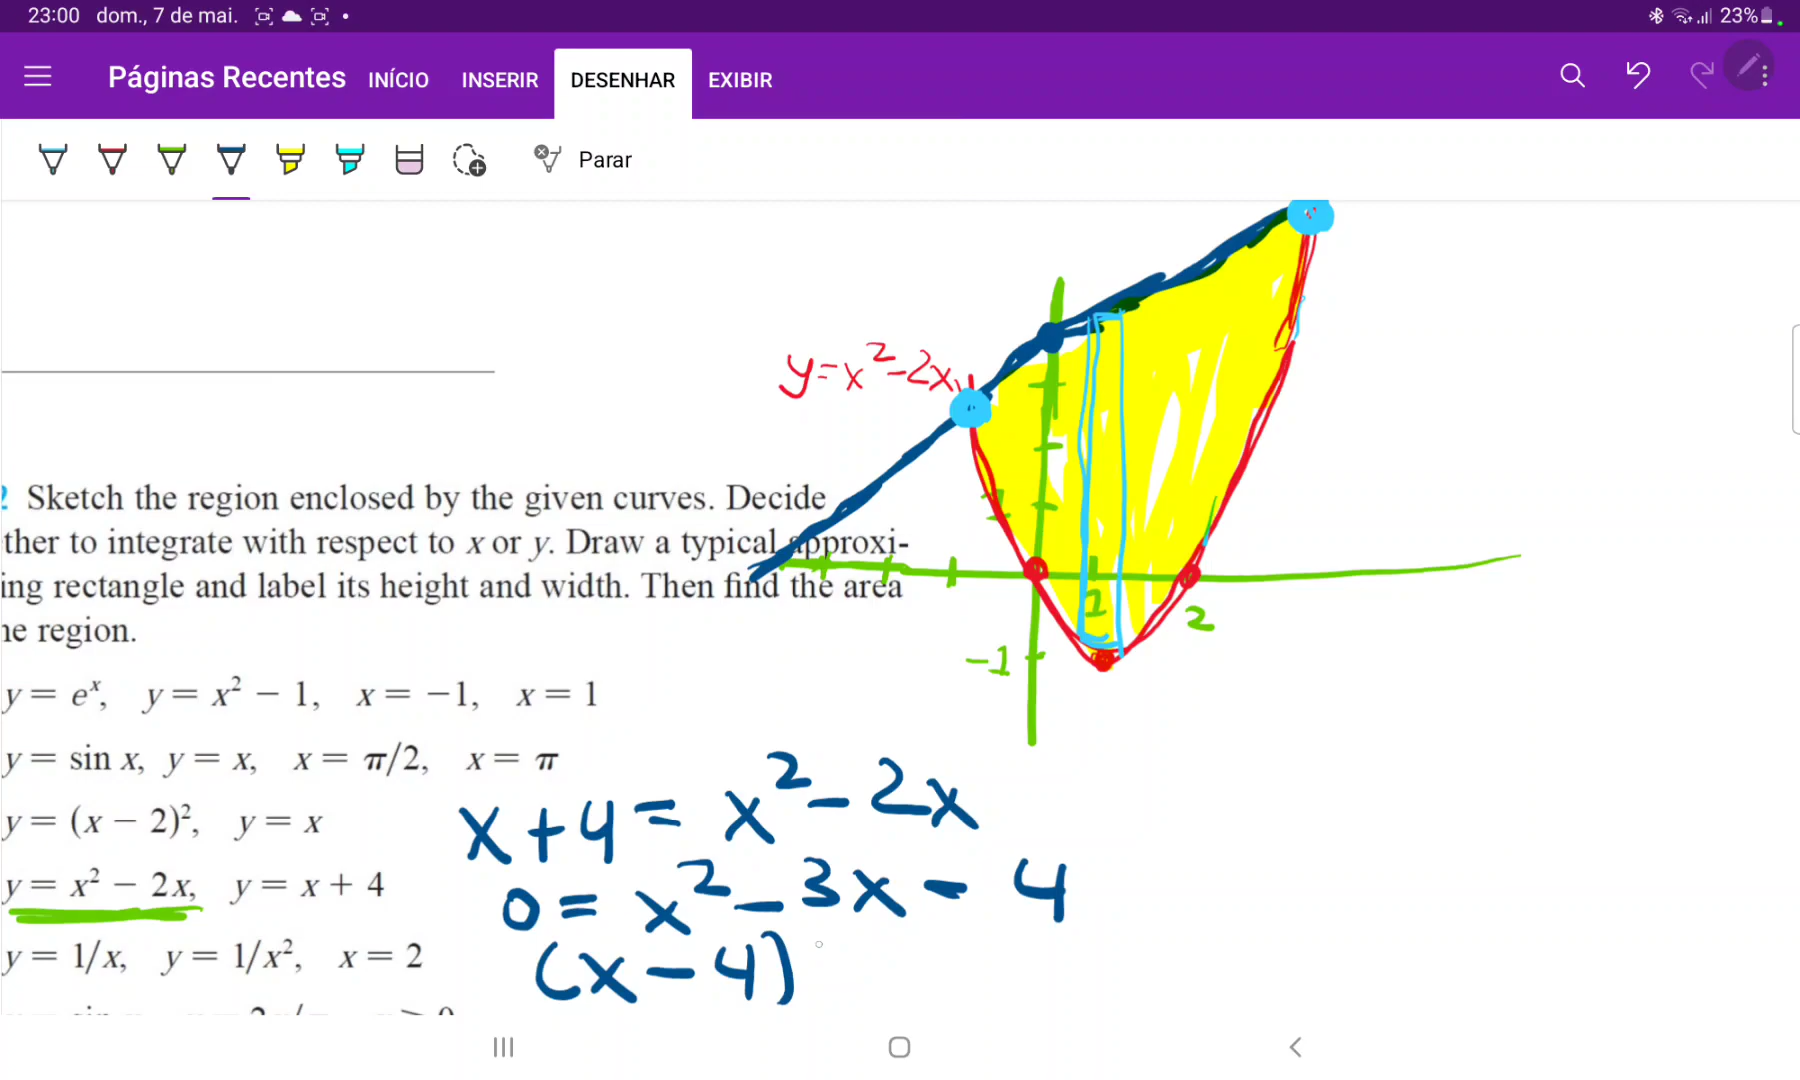 23:00 dom., 7 de mai. 23%
Páginas Recentes INÍCIO INSERIR DESENHAR EXIBIR
Parar
y=x²-2x
Sketch the region enclosed by the given curves. Decide
ther to integrate with respect to x or y. Draw a typical approxi-
ing rectangle and label its height and width. Then find the area
he region.
1
2
-1
y = eˣ, y = x² − 1, x = −1, x = 1
y = sin x, y = x, x = π/2, x = π
y = (x − 2)², y = x
y = x² − 2x, y = x + 4
y = 1/x, y = 1/x², x = 2
x+4= x²-2x
0= x²-3x-4
(x-4)